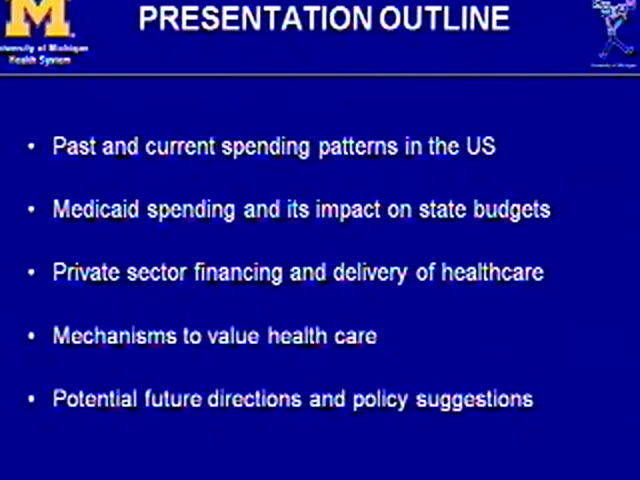 PRESENTATION OUTLINE
M
University of Michigan
Health System
• Past and current spending patterns in the US
• Medicaid spending and its impact on state budgets
• Private sector financing and delivery of healthcare
• Mechanisms to value health care
• Potential future directions and policy suggestions